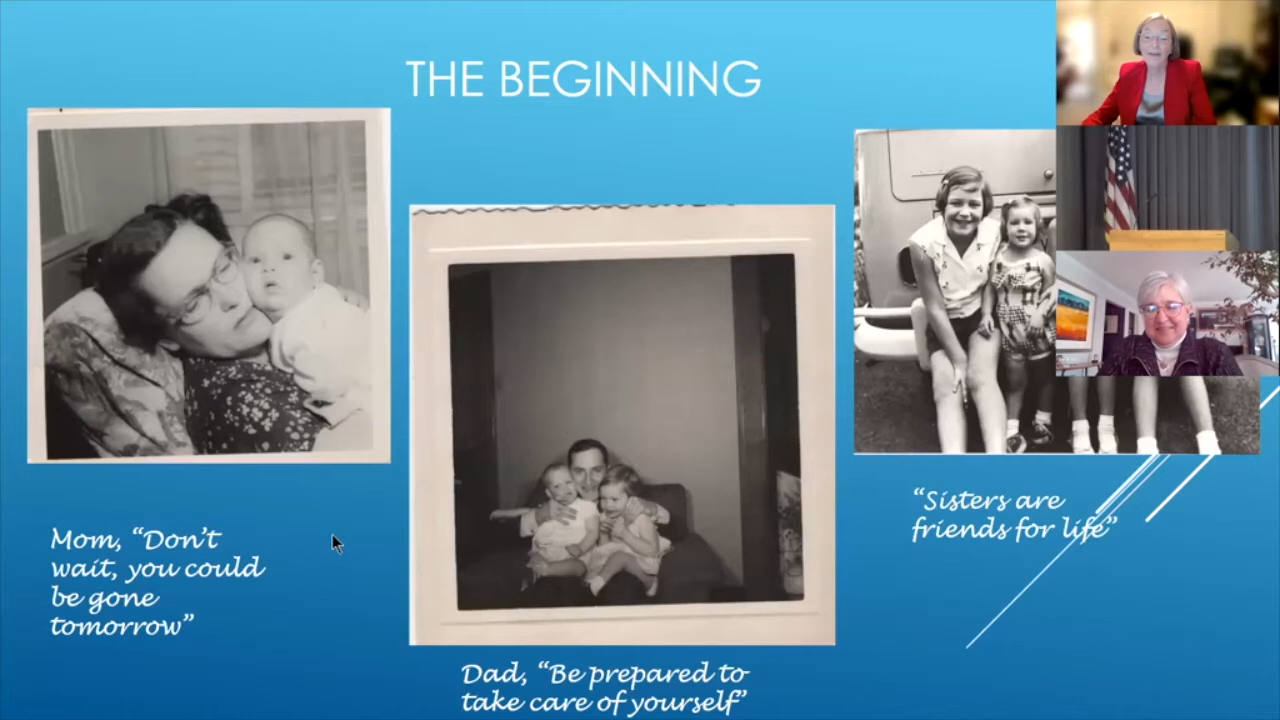 THE BEGINNING
Mom, “Don’t
wait, you could
be gone
tomorrow”
Dad, “Be prepared to
take care of yourself”
“Sisters are
friends for life”